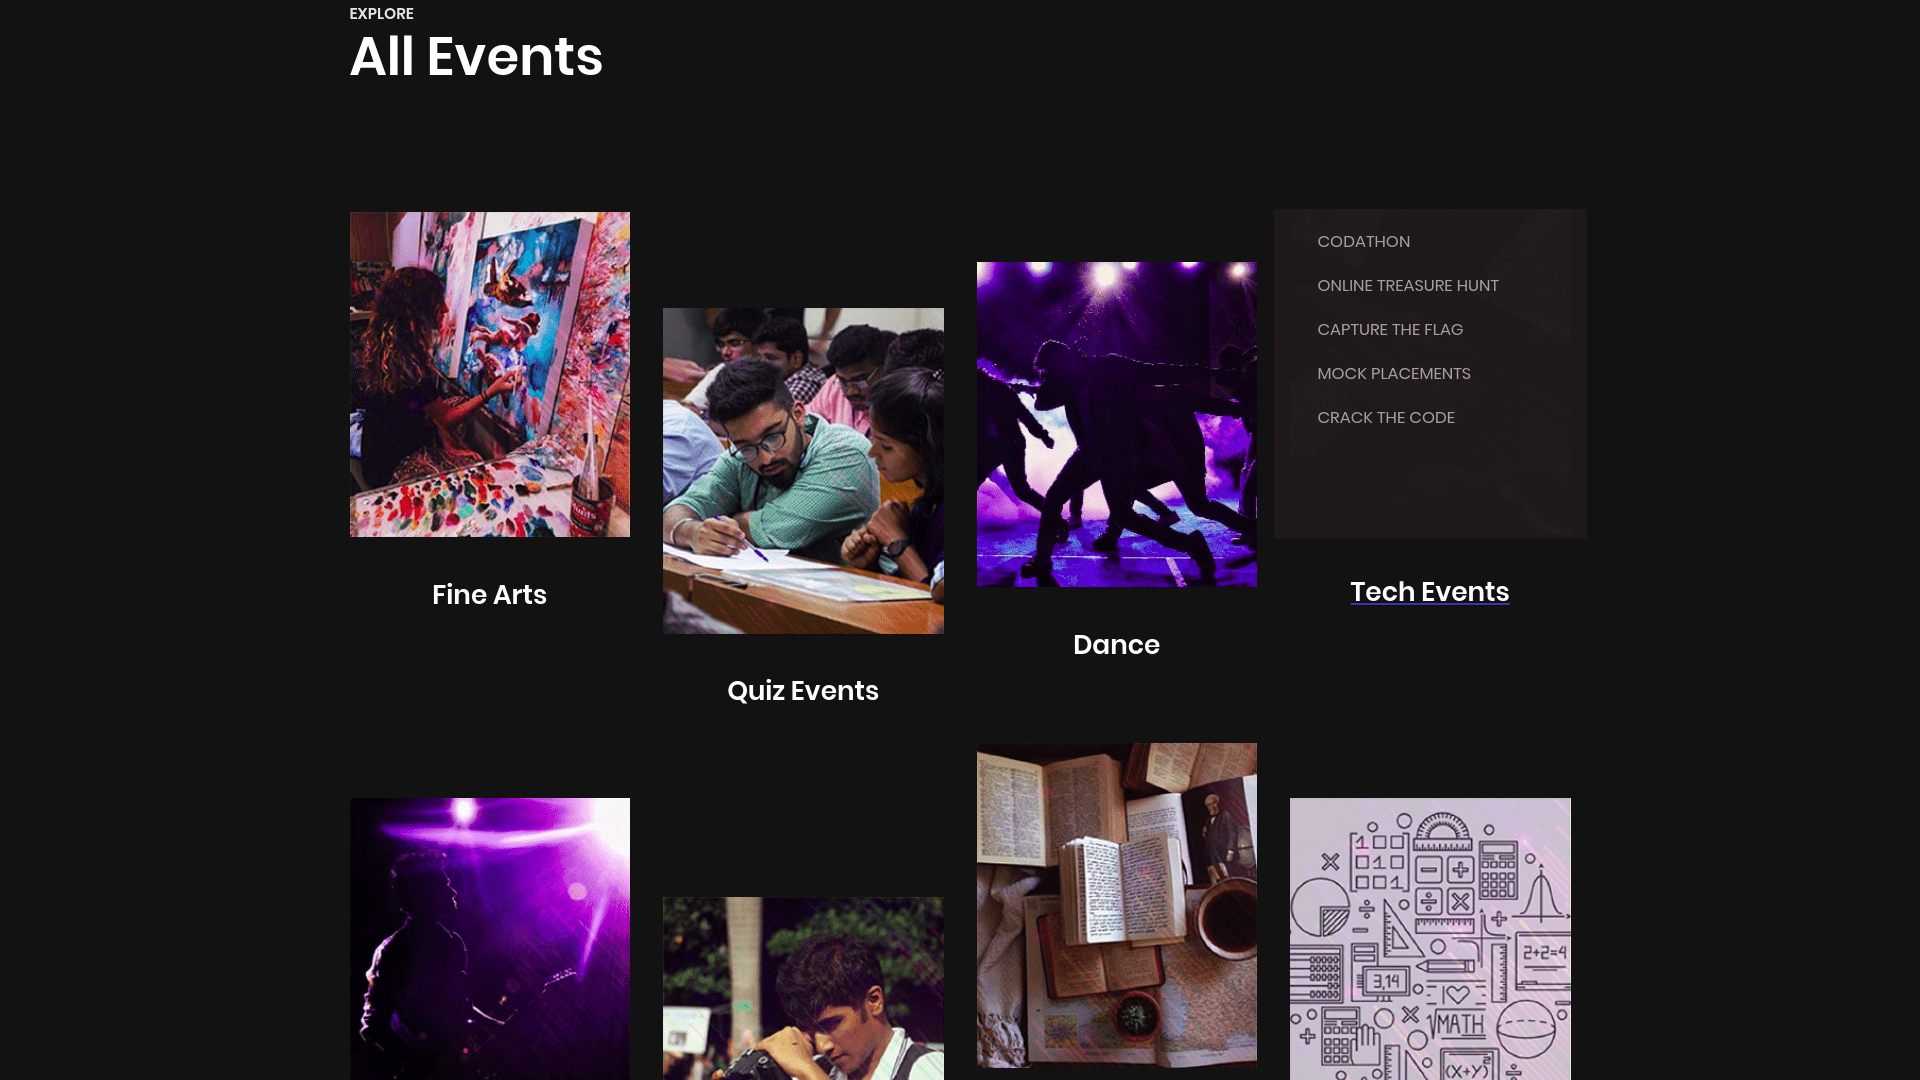 EXPLORE
All Events
CODATHON
ONLINE TREASURE HUNT
CAPTURE THE FLAG
MOCK PLACEMENTS
CRACK THE CODE
Fine Arts
Tech Events
Dance
Quiz Events
2+2=4
3,14
MATH
(X+Y)²